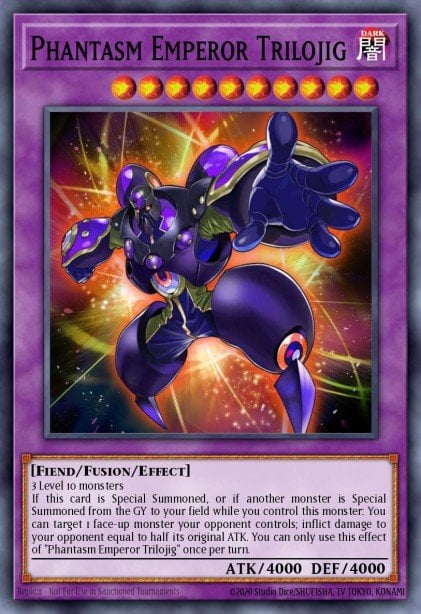 PHANTASM EMPEROR TRILOJIG
DARK
闇
[FIEND/FUSION/EFFECT]
3 Level 10 monsters
If this card is Special Summoned, or if another monster is Special
Summoned from the GY to your field while you control this monster: You
can target 1 face-up monster your opponent controls; inflict damage to
your opponent equal to half its original ATK. You can only use this effect
of "Phantasm Emperor Trilojig" once per turn.
ATK/4000 DEF/4000
Replica - Not For Use in Sanctioned Tournaments
©2020 Studio Dice/SHUEISHA, TV TOKYO, KONAMI